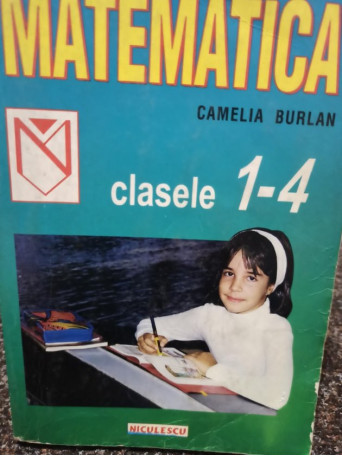 MATEMATICA
CAMELIA BURLAN
clasele 1-4
NICULESCU